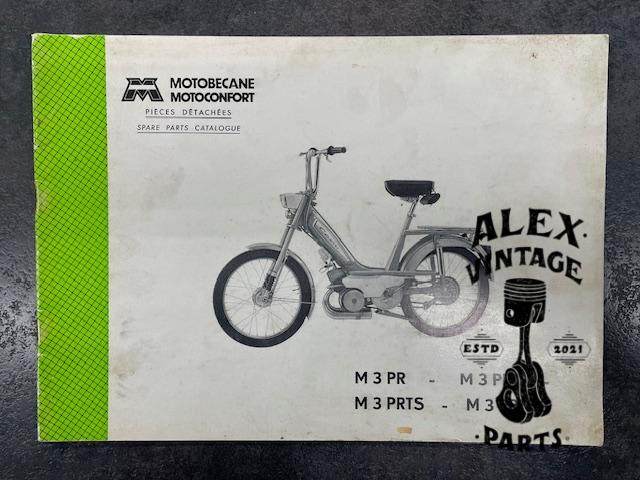 MOTOBECANE
MOTOCONFORT
PIÈCES DÉTACHÉES
SPARE PARTS CATALOGUE
M 3 PR -
M 3 PRTS -
ALEX.
VINTAGE
ESTD 2021
·PARTS·